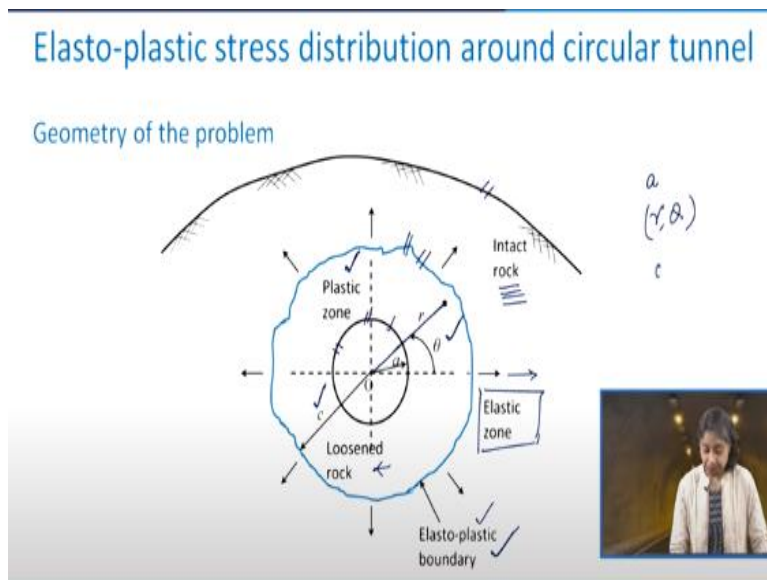 Elasto-plastic stress distribution around circular tunnel
Geometry of the problem
a
(r, θ)
c
Intact
rock
Plastic
zone
r
θ
a
O
c
Elastic
zone
Loosened
rock
Elasto-plastic
boundary